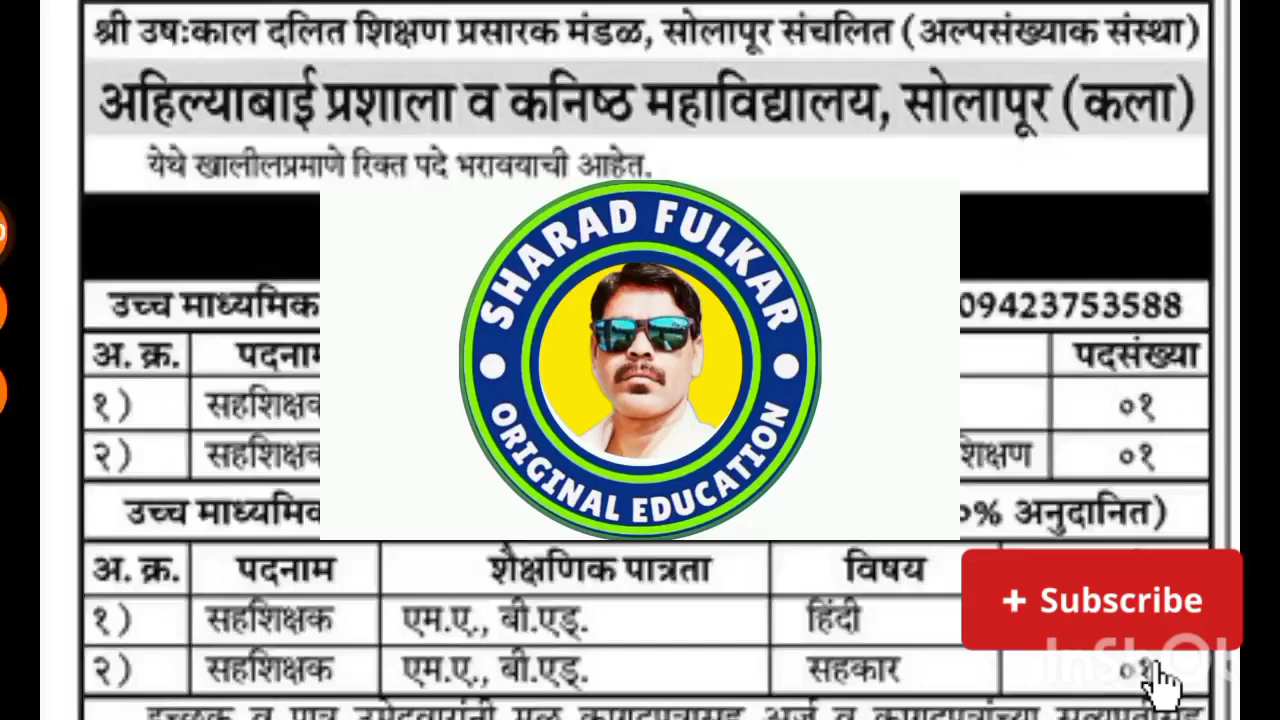 श्री उषःकाल दलित शिक्षण प्रसारक मंडळ, सोलापूर संचलित (अल्पसंख्याक संस्था)
अहिल्याबाई प्रशाला व कनिष्ठ महाविद्यालय, सोलापूर (कला)
येथे खालीलप्रमाणे रिक्त पदे भरावयाची आहेत.
SHARAD FULKAR
ORIGINAL EDUCATION
उच्च माध्यमिक 09423753588
अ. क्र. पदनाम पदसंख्या
१) सहशिक्षक ०१
२) सहशिक्षक शिक्षण ०१
उच्च माध्यमिक % अनुदानित)
अ. क्र. पदनाम शैक्षणिक पात्रता विषय
१) सहशिक्षक एम.ए., बी.एड्. हिंदी
+ Subscribe
InShOt
२) सहशिक्षक एम.ए., बी.एड्. सहकार ०१